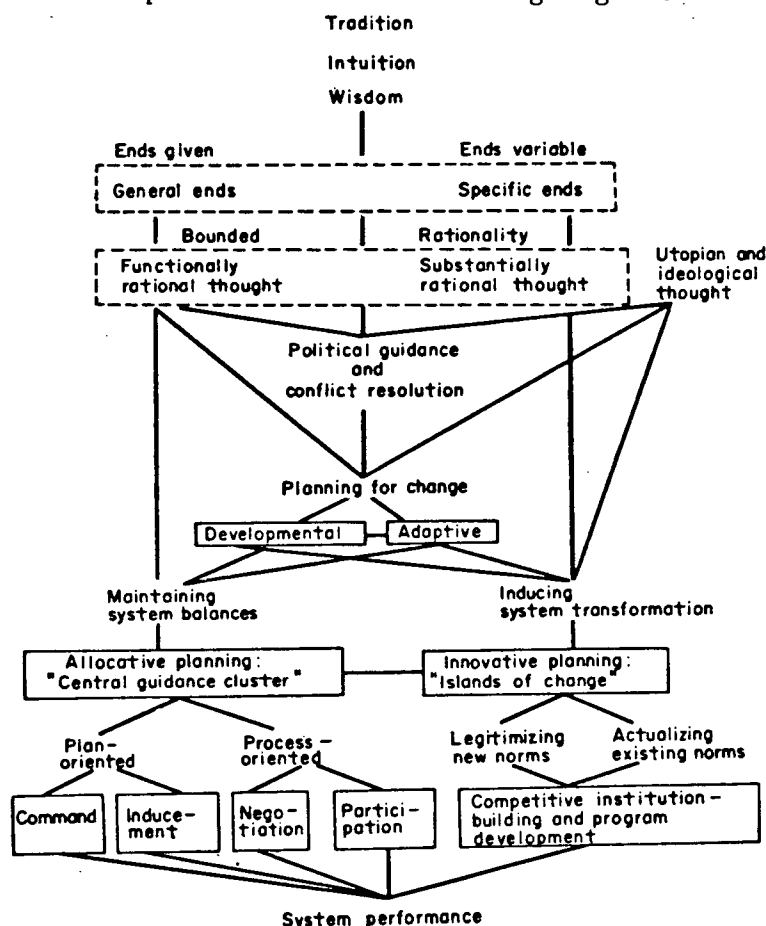 Tradition
Intuition
Wisdom
Ends given
Ends variable
General ends
Specific ends
Bounded
Rationality
Functionally
rational thought
Substantially
rational thought
Utopian and
ideological
thought
Political guidance
and
conflict resolution
Planning for change
Developmental
Adaptive
Maintaining
system balances
Inducing
system transformation
Allocative planning:
"Central guidance cluster"
Innovative planning:
"Islands of change"
Plan-
oriented
Process-
oriented
Legitimizing
new norms
Actualizing
existing norms
Command
Induce-
ment
Nego-
tiation
Partici-
pation
Competitive institution-
building and program
development
System performance